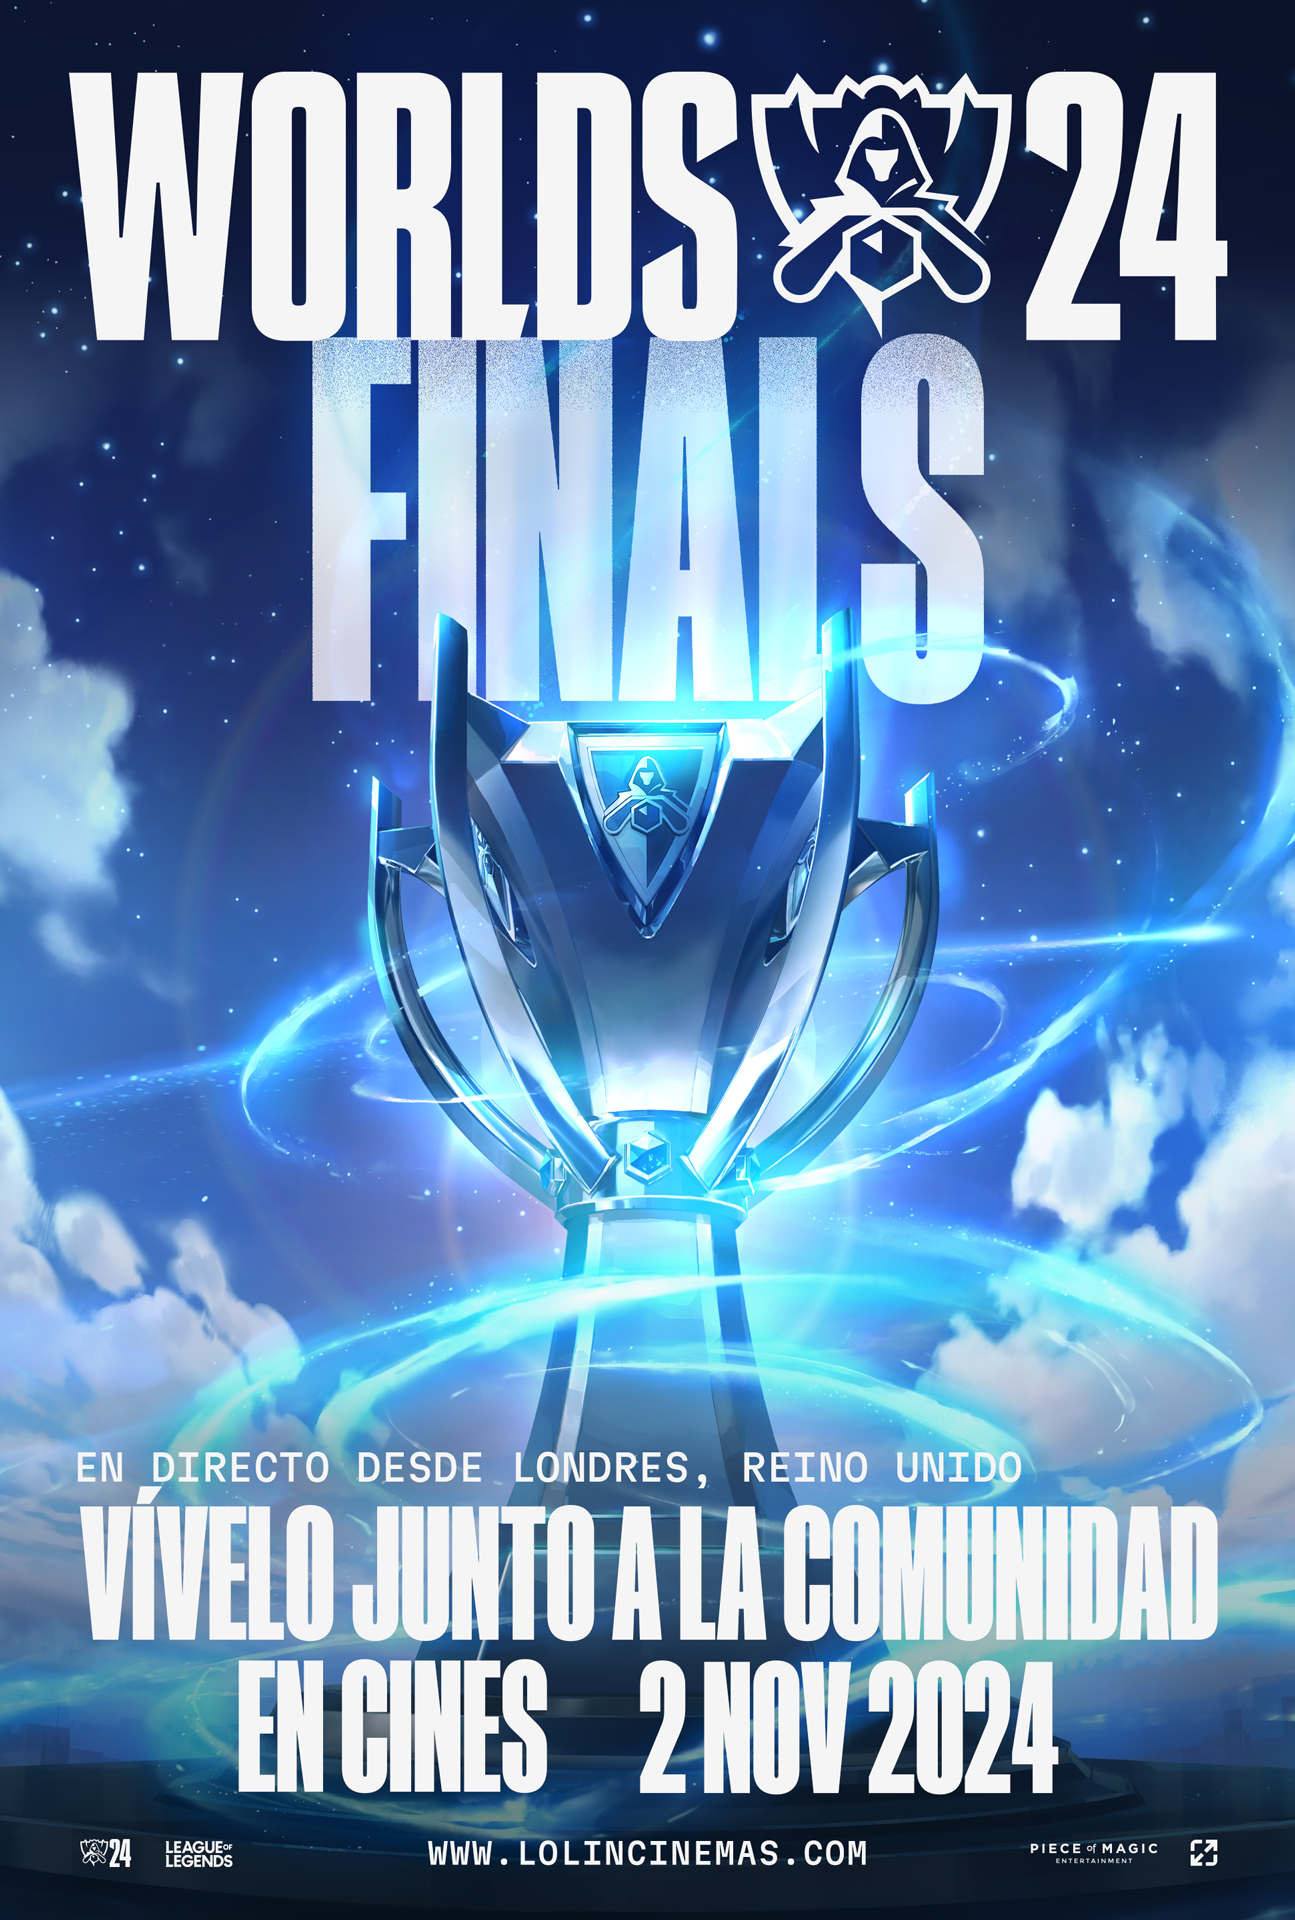 WORLDS 24
FINALS
EN DIRECTO DESDE LONDRES, REINO UNIDO
VÍVELO JUNTO A LA COMUNIDAD
EN CINES 2 NOV 2024
24 LEAGUE OF LEGENDS
WWW.LOLINCINEMAS.COM
PIECE of MAGIC
ENTERTAINMENT